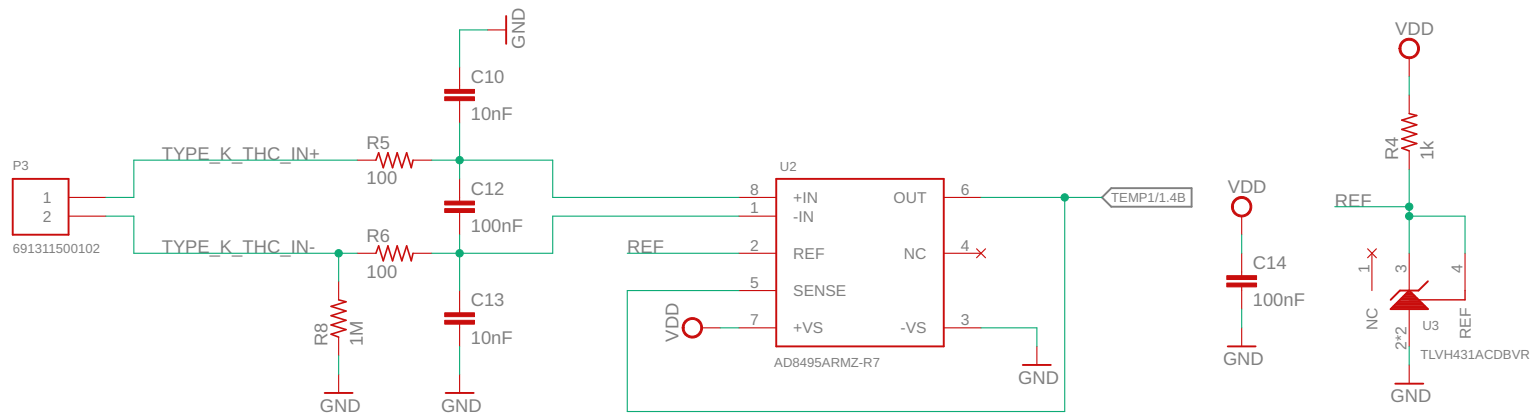 GND
C10
10nF
P3
1
2
691311500102
TYPE_K_THC_IN+
R5
100
C12
100nF
TYPE_K_THC_IN-
R6
100
R8
1M
GND
C13
10nF
GND
U2
8
+IN
1
-IN
2
REF
REF
5
SENSE
VDD
7
+VS
OUT
6
NC
4
-VS
3
AD8495ARMZ-R7
GND
TEMP1/1.4B
VDD
C14
100nF
GND
VDD
R4
1k
REF
1
NC
3
4
REF
2*2
U3
TLVH431ACDBVR
GND